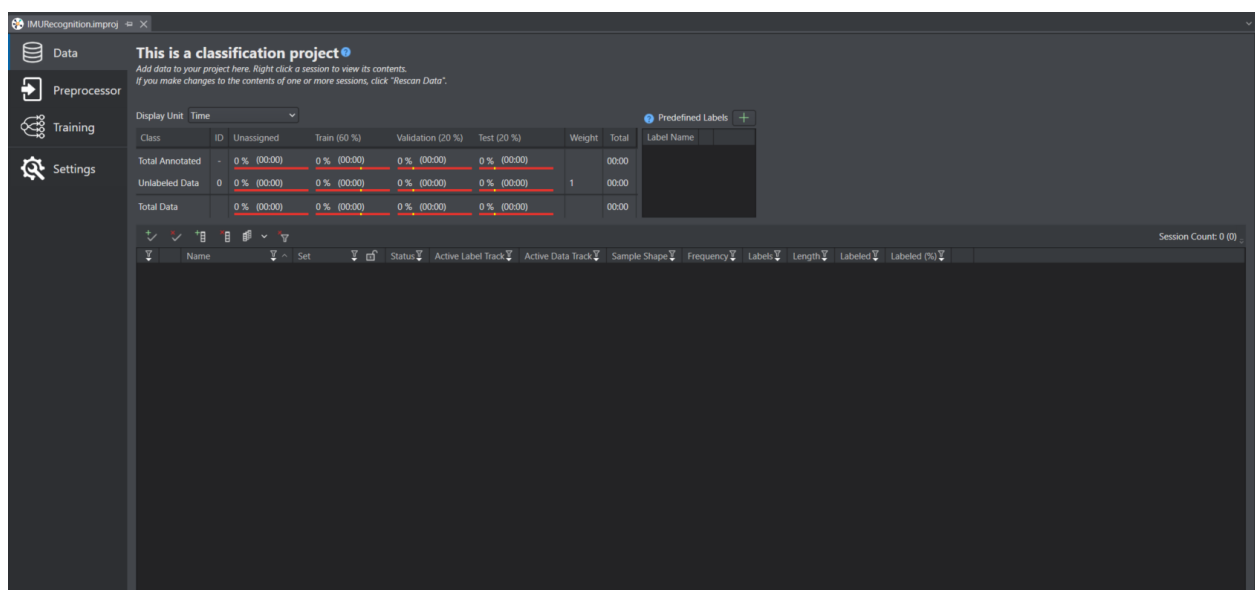 IMURecognition.improj
Data
Preprocessor
Training
Settings
This is a classification project
Add data to your project here. Right click a session to view its contents.
If you make changes to the contents of one or more sessions, click "Rescan Data".
Display Unit Time
Predefined Labels
Class ID Unassigned Train (60 %) Validation (20 %) Test (20 %) Weight Total
Label Name
Total Annotated - 0 % (00:00) 0 % (00:00) 0 % (00:00) 0 % (00:00) 00:00
Unlabeled Data 0 0 % (00:00) 0 % (00:00) 0 % (00:00) 0 % (00:00) 1 00:00
Total Data 0 % (00:00) 0 % (00:00) 0 % (00:00) 0 % (00:00) 00:00
Session Count: 0 (0)
Name Set Status Active Label Track Active Data Track Sample Shape Frequency Labels Length Labeled Labeled (%)